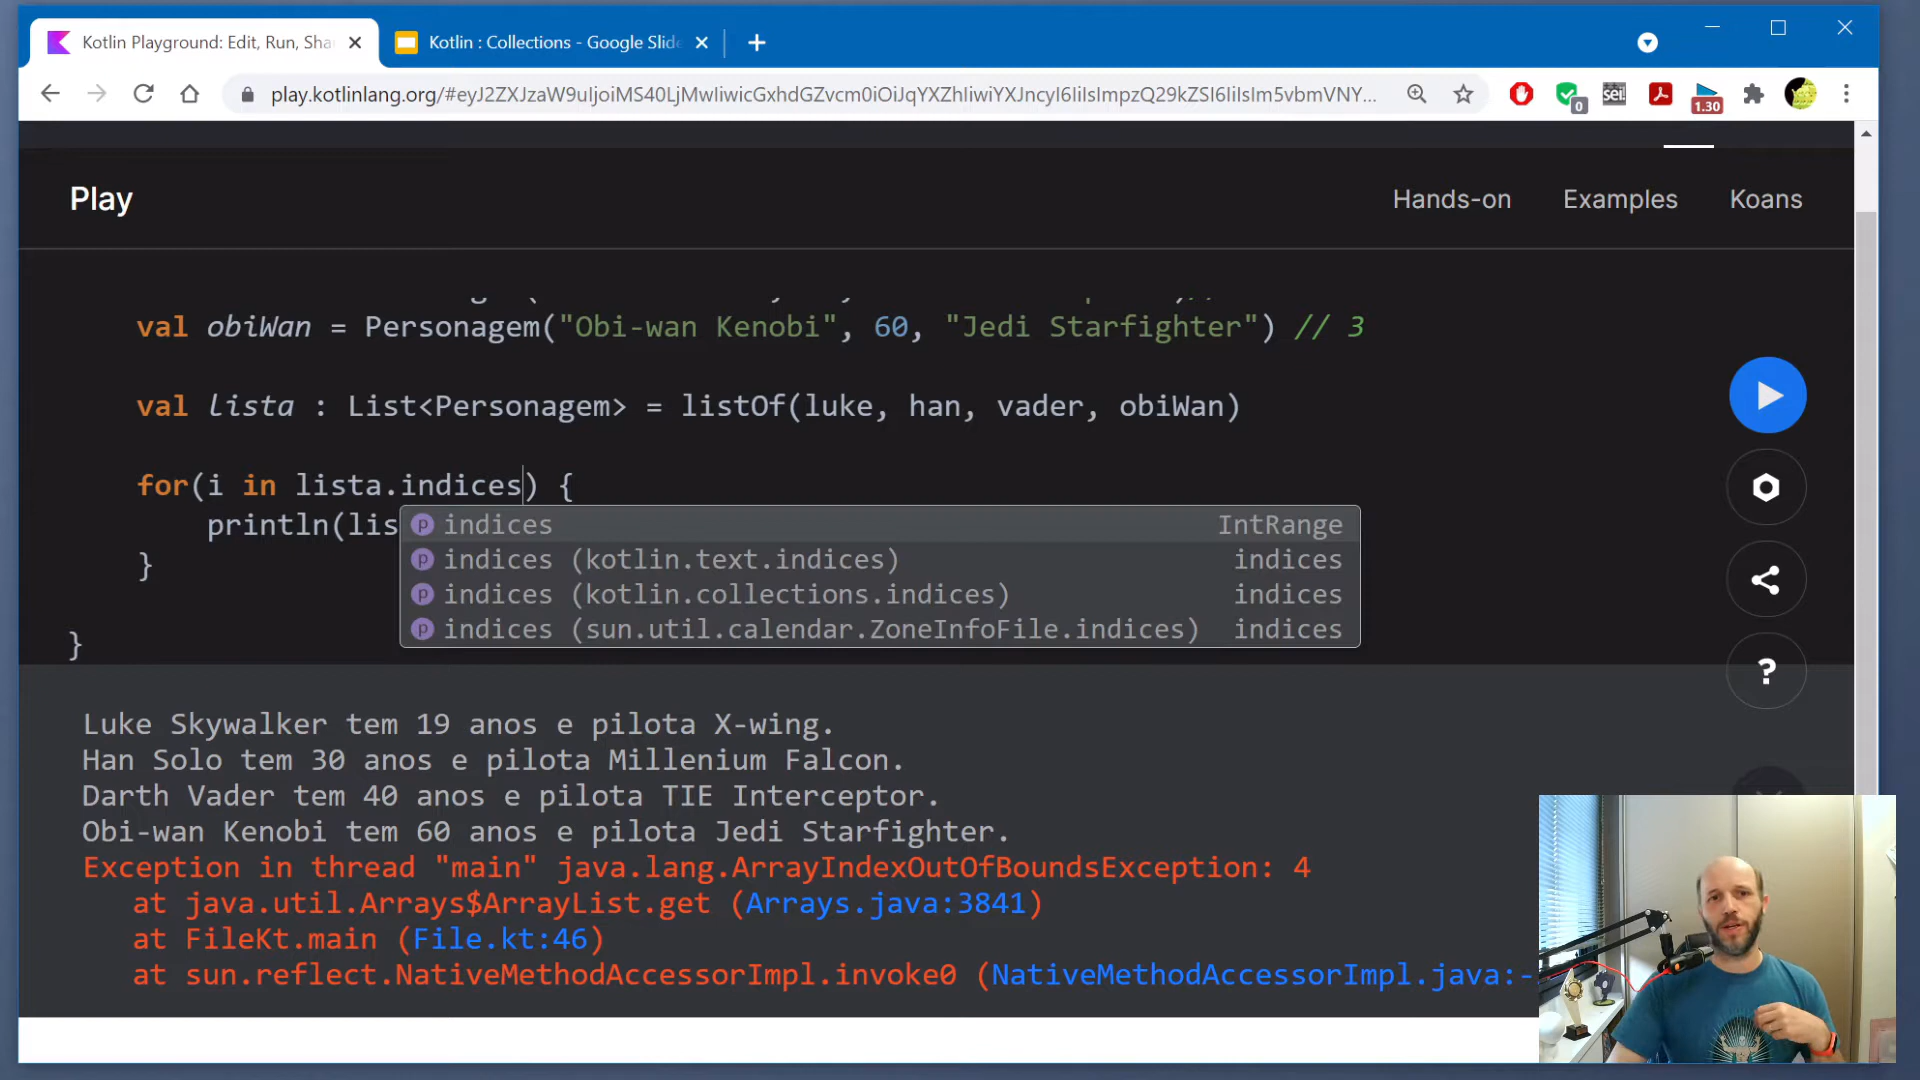 Kotlin Playground: Edit, Run, Sha
Kotlin : Collections - Google Slide
play.kotlinlang.org/#eyJ2ZXJzaW9uIjoiMS40LjMwIiwicGxhdGZvcm0iOiJqYXZhIiwiYXJncyI6IiIsImpzQ29kZSI6IiIsIm5vbmVNY...
0
sel
1.30
Play
Hands-on
Examples
Koans
val obiWan = Personagem("Obi-wan Kenobi", 60, "Jedi Starfighter") // 3
val lista : List<Personagem> = listOf(luke, han, vader, obiWan)
for(i in lista.indices) {
println(lis
p indices IntRange
p indices (kotlin.text.indices) indices
p indices (kotlin.collections.indices) indices
p indices (sun.util.calendar.ZoneInfoFile.indices) indices
}
}
?
Luke Skywalker tem 19 anos e pilota X-wing.
Han Solo tem 30 anos e pilota Millenium Falcon.
Darth Vader tem 40 anos e pilota TIE Interceptor.
Obi-wan Kenobi tem 60 anos e pilota Jedi Starfighter.
Exception in thread "main" java.lang.ArrayIndexOutOfBoundsException: 4
at java.util.Arrays$ArrayList.get (Arrays.java:3841)
at FileKt.main (File.kt:46)
at sun.reflect.NativeMethodAccessorImpl.invoke0 (NativeMethodAccessorImpl.java:-